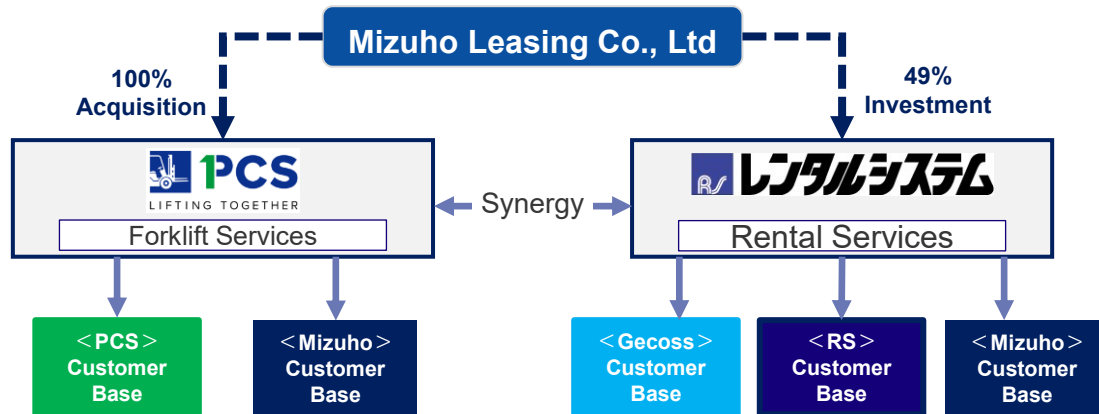 Mizuho Leasing Co., Ltd
100%
Acquisition
49%
Investment
1PCS
LIFTING TOGETHER
Forklift Services
Synergy
RS レンタルシステム
Rental Services
＜PCS＞
Customer
Base
＜Mizuho＞
Customer
Base
＜Gecoss＞
Customer
Base
＜RS＞
Customer
Base
＜Mizuho＞
Customer
Base